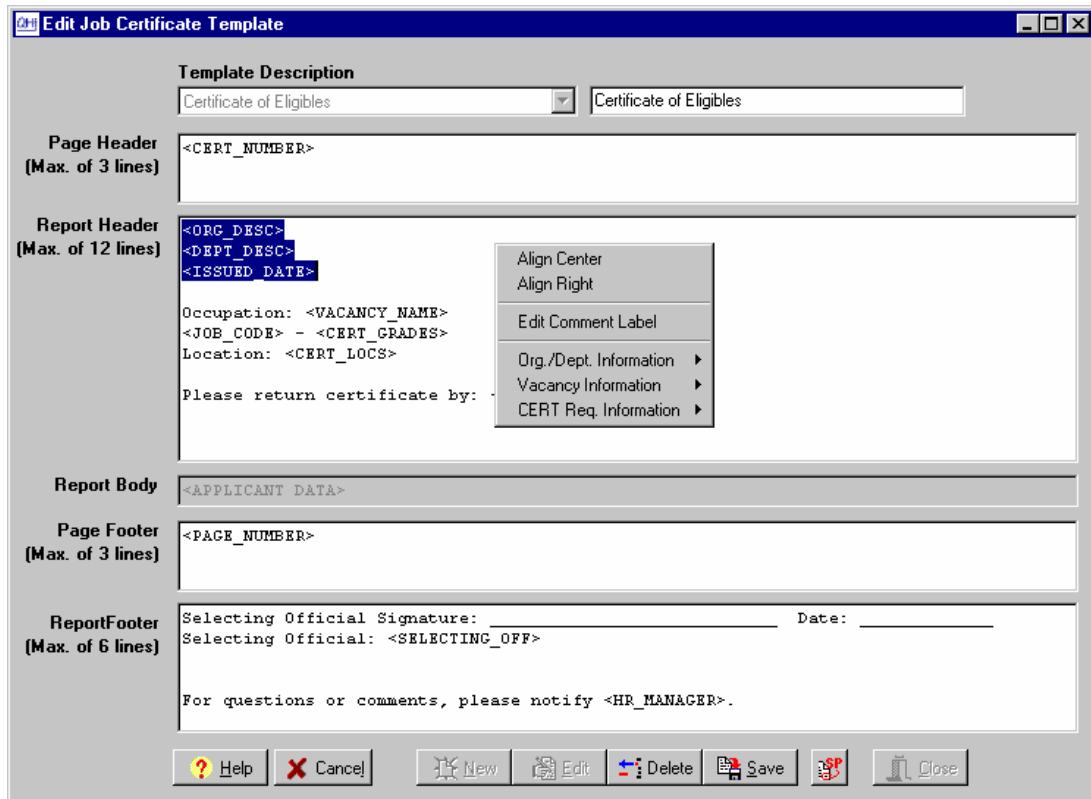 QHI Edit Job Certificate Template
Template Description
Certificate of Eligibles Certificate of Eligibles
Page Header
(Max. of 3 lines)
<CERT_NUMBER>
Report Header
(Max. of 12 lines)
<ORG_DESC>
<DEPT_DESC>
<ISSUED_DATE>
Occupation: <VACANCY_NAME>
<JOB_CODE> - <CERT_GRADES>
Location: <CERT_LOCS>
Please return certificate by:
Align Center
Align Right
Edit Comment Label
Org./Dept. Information
Vacancy Information
CERT Req. Information
Report Body
<APPLICANT DATA>
Page Footer
(Max. of 3 lines)
<PAGE_NUMBER>
ReportFooter
(Max. of 6 lines)
Selecting Official Signature: ____________________________ Date: _____________
Selecting Official: <SELECTING_OFF>
For questions or comments, please notify <HR_MANAGER>.
? Help Cancel New Edit Delete Save SP Close